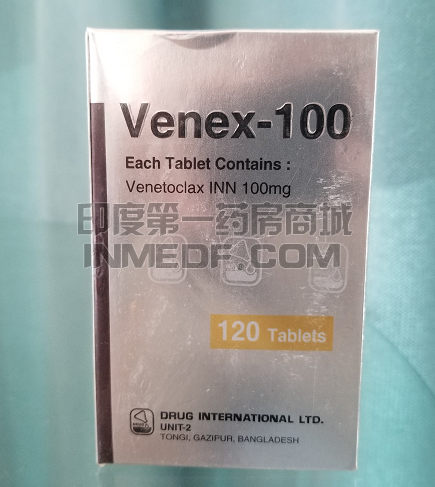 Venex-100
Each Tablet Contains :
Venetoclax INN 100mg
印度第一药房商城
INMEDF.COM
120 Tablets
DRUG INTERNATIONAL LTD.
UNIT-2
TONGI, GAZIPUR, BANGLADESH